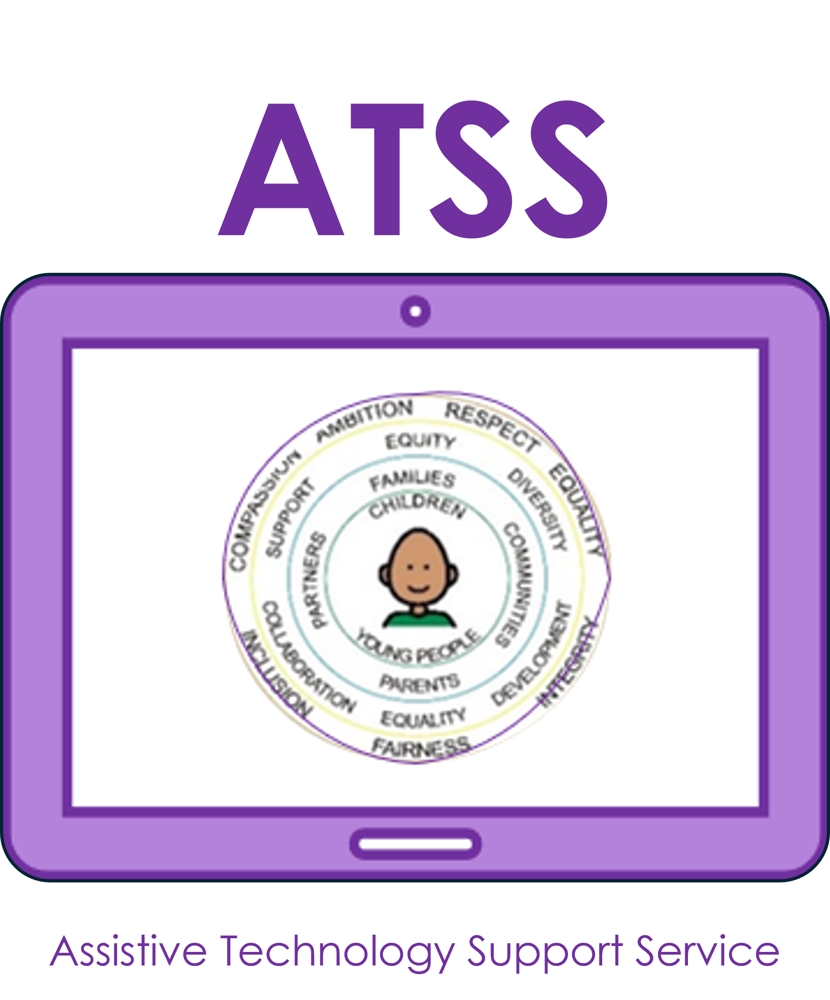 ATSS
COMPASSION AMBITION RESPECT EQUALITY
INTEGRITY FAIRNESS INCLUSION
SUPPORT EQUITY DIVERSITY
DEVELOPMENT EQUALITY COLLABORATION
PARTNERS FAMILIES COMMUNITIES
PARENTS
CHILDREN
YOUNG PEOPLE
Assistive Technology Support Service